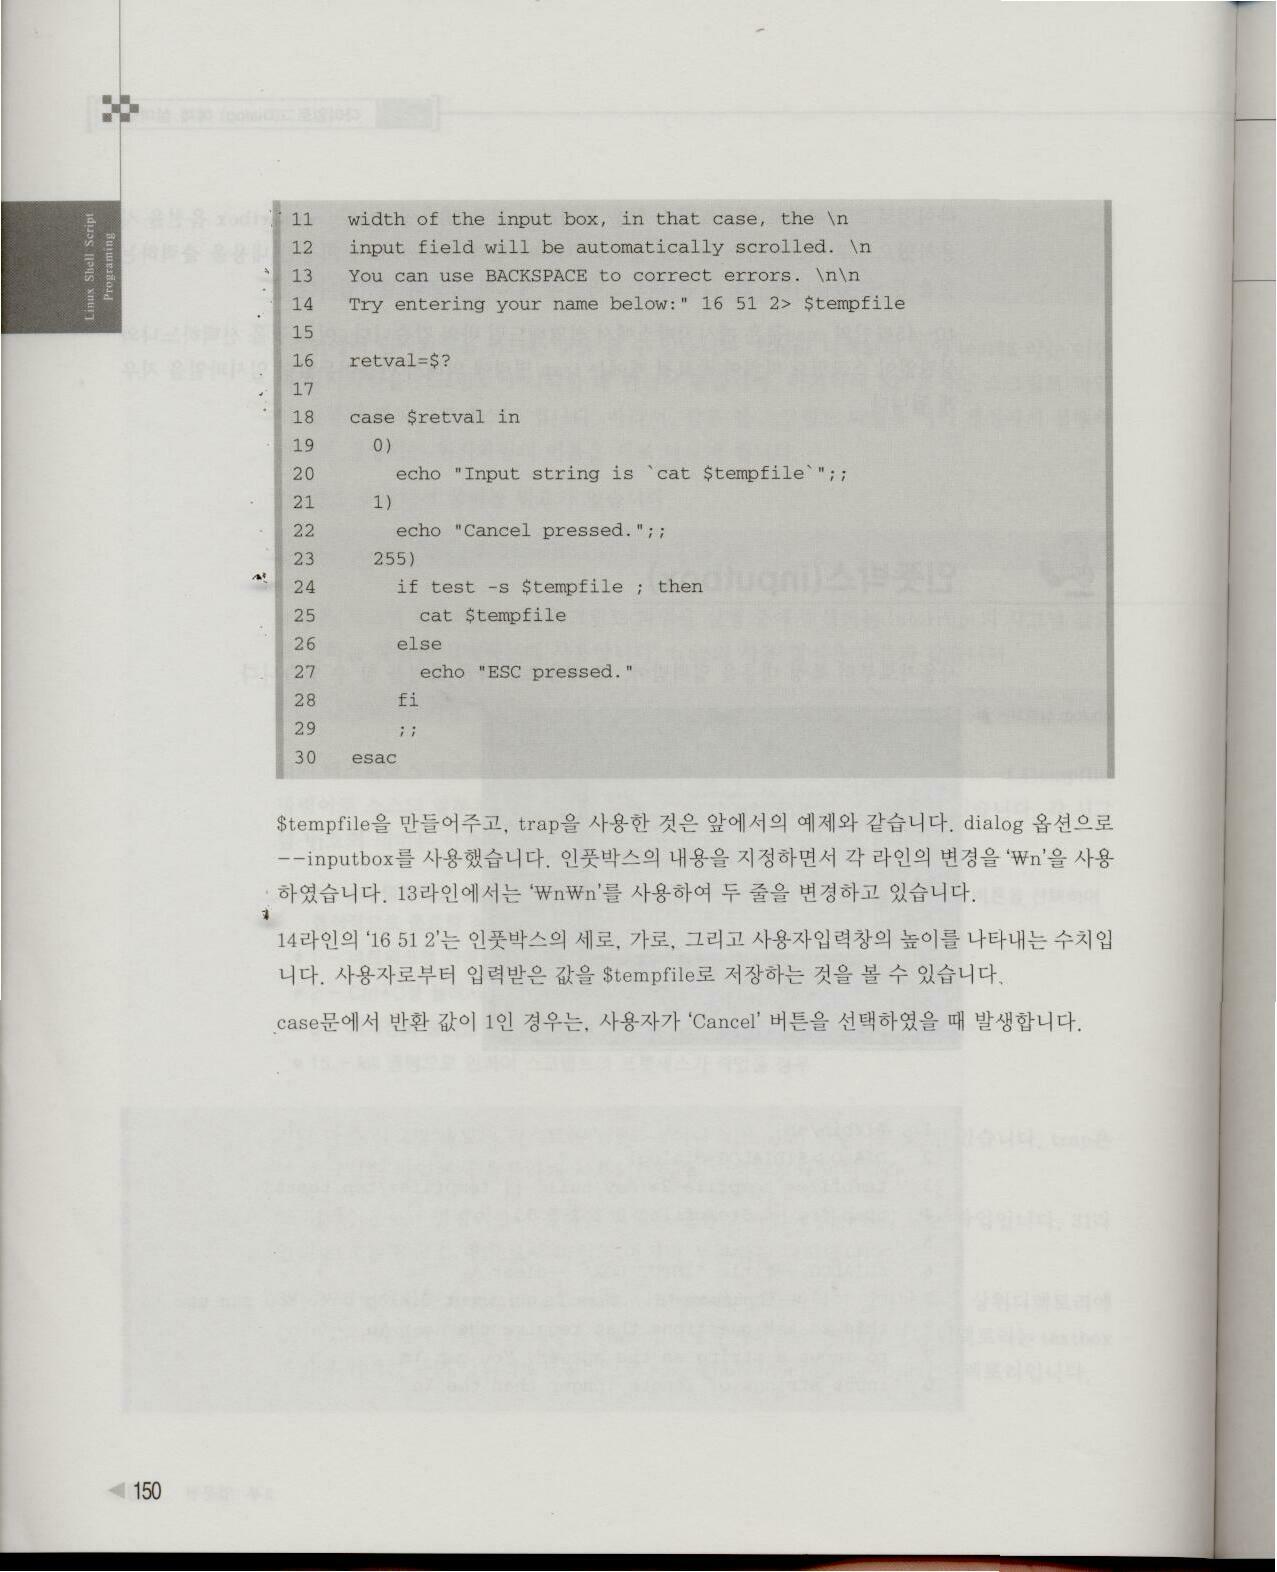 Linux Shell Script
Programing
11 width of the input box, in that case, the \n
12 input field will be automatically scrolled. \n
13 You can use BACKSPACE to correct errors. \n\n
14 Try entering your name below:" 16 51 2> $tempfile
15
16 retval=$?
17
18 case $retval in
19 0)
20 echo "Input string is `cat $tempfile`";;
21 1)
22 echo "Cancel pressed.";;
23 255)
24 if test -s $tempfile ; then
25 cat $tempfile
26 else
27 echo "ESC pressed."
28 fi
29 ;;
30 esac
$tempfile을 만들어주고, trap을 사용한 것은 앞에서의 예제와 같습니다. dialog 옵션으로
--inputbox를 사용했습니다. 인풋박스의 내용을 지정하면서 각 라인의 변경을 ‘₩n’을 사용
하였습니다. 13라인에서는 ‘₩n₩n’를 사용하여 두 줄을 변경하고 있습니다.
14라인의 ‘16 51 2’는 인풋박스의 세로, 가로, 그리고 사용자입력창의 높이를 나타내는 수치입
니다. 사용자로부터 입력받은 값을 $tempfile로 저장하는 것을 볼 수 있습니다.
case문에서 반환 값이 1인 경우는, 사용자가 ‘Cancel’ 버튼을 선택하였을 때 발생합니다.
150